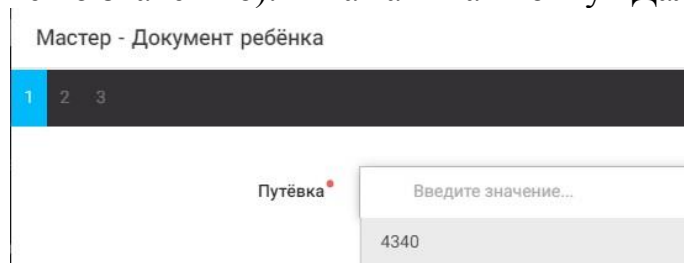 Мастер - Документ ребёнка
1 2 3
Путёвка
Введите значение...
4340